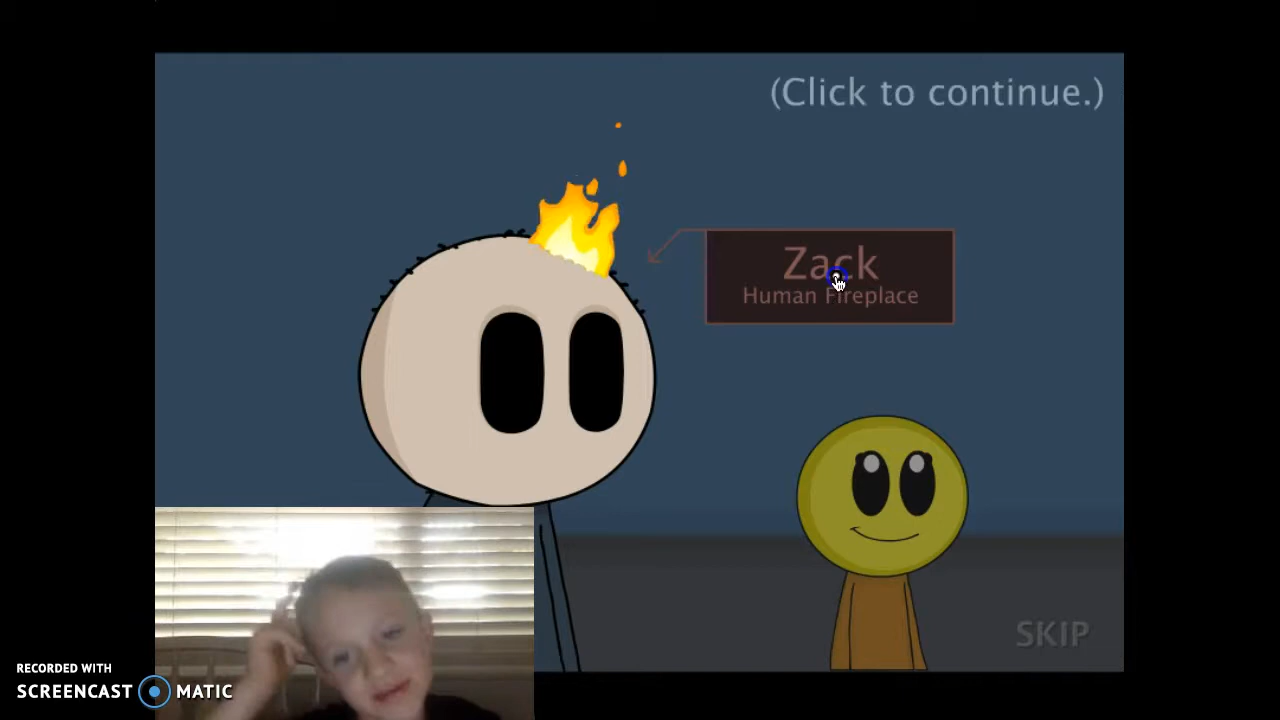 (Click to continue.)
Zack
Human Fireplace
SKIP
RECORDED WITH
SCREENCAST MATIC